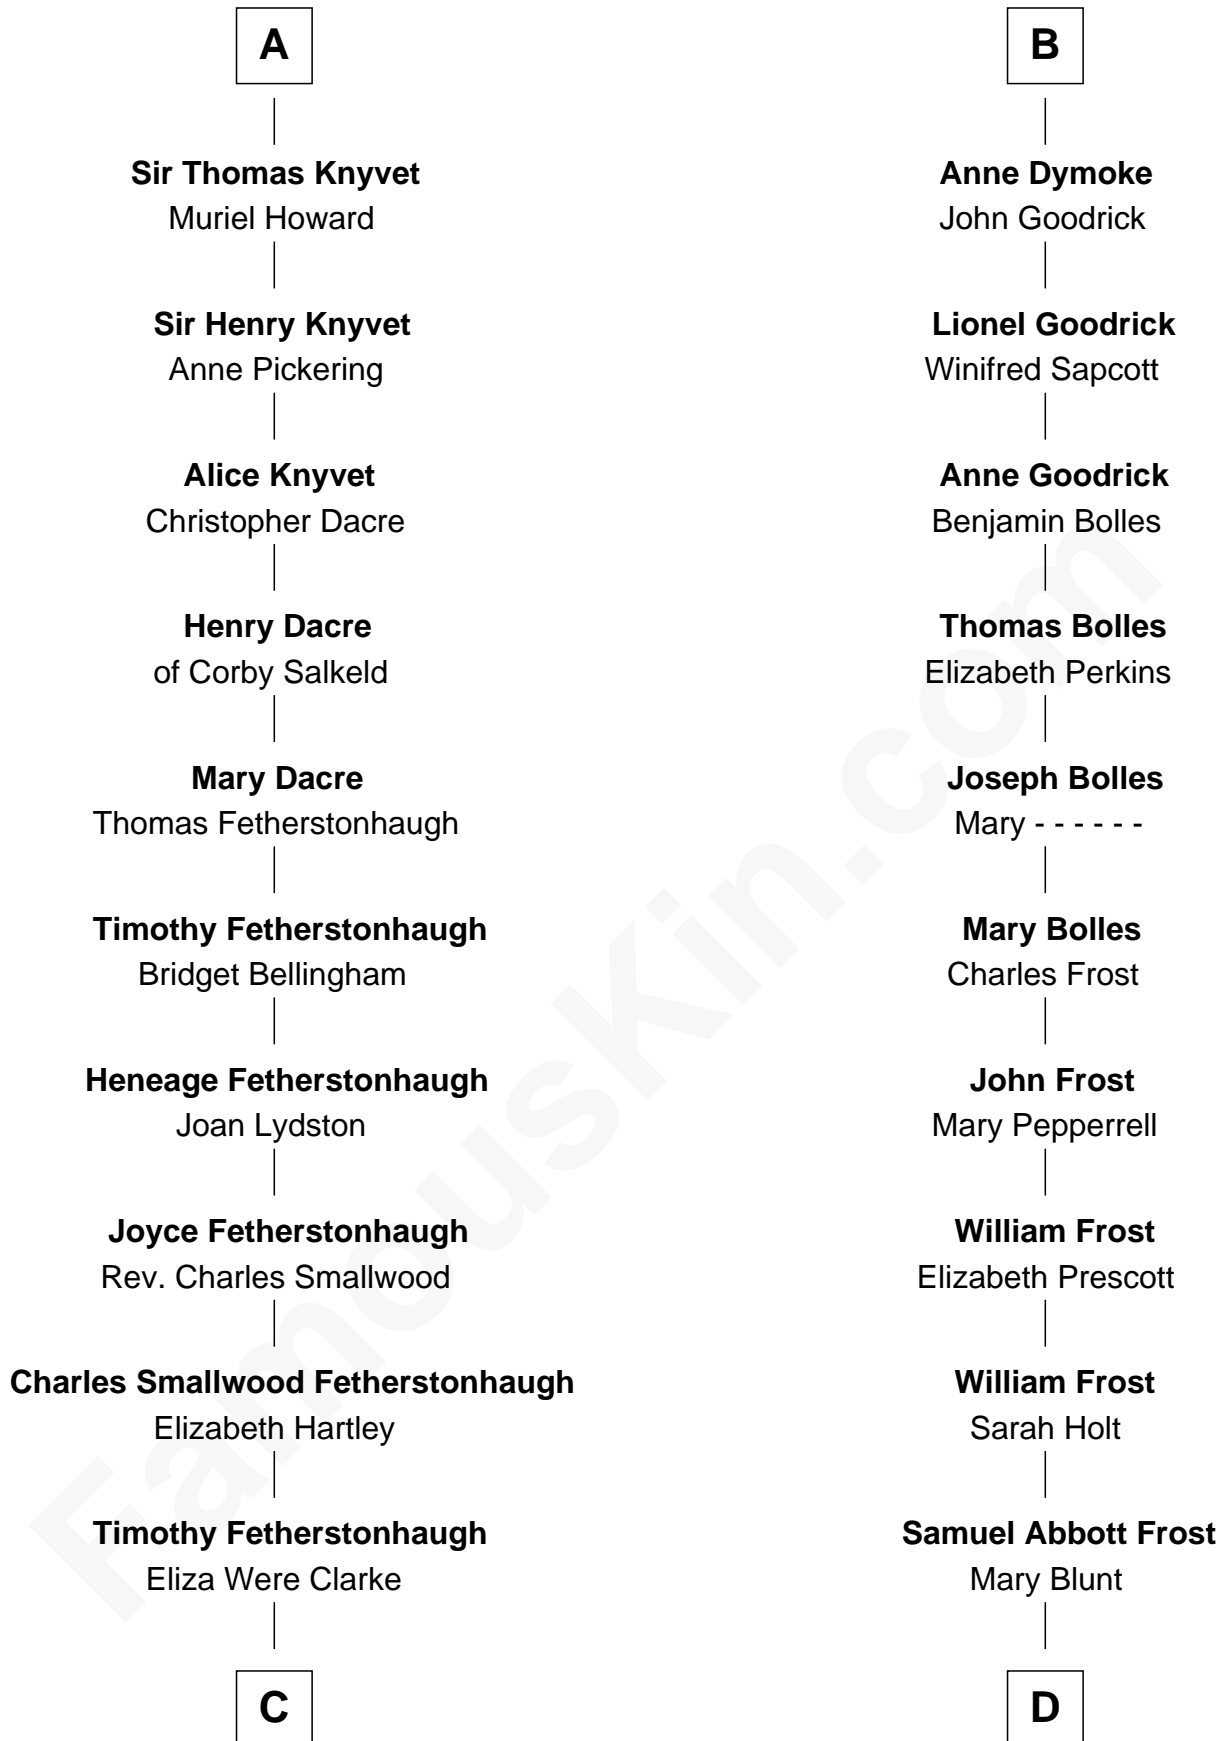 A
Sir Thomas Knyvet
Muriel Howard
Sir Henry Knyvet
Anne Pickering
Alice Knyvet
Christopher Dacre
Henry Dacre
of Corby Salkeld
Mary Dacre
Thomas Fetherstonhaugh
Timothy Fetherstonhaugh
Bridget Bellingham
Heneage Fetherstonhaugh
Joan Lydston
Joyce Fetherstonhaugh
Rev. Charles Smallwood
Charles Smallwood Fetherstonhaugh
Elizabeth Hartley
Timothy Fetherstonhaugh
Eliza Were Clarke
C
B
Anne Dymoke
John Goodrick
Lionel Goodrick
Winifred Sapcott
Anne Goodrick
Benjamin Bolles
Thomas Bolles
Elizabeth Perkins
Joseph Bolles
Mary - - - - - -
Mary Bolles
Charles Frost
John Frost
Mary Pepperrell
William Frost
Elizabeth Prescott
William Frost
Sarah Holt
Samuel Abbott Frost
Mary Blunt
D
FamousKin.com